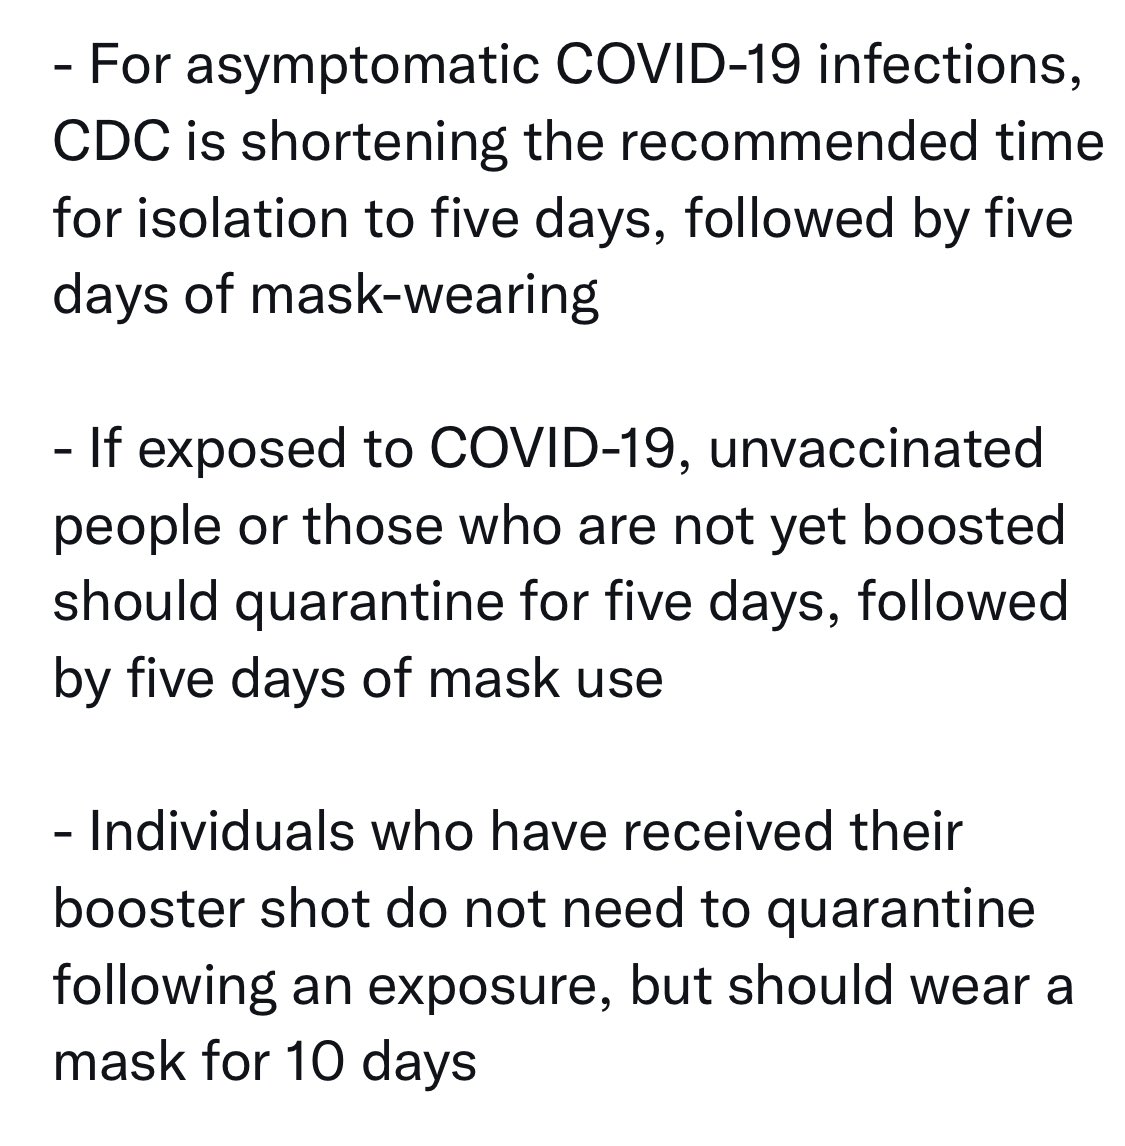 - For asymptomatic COVID-19 infections,
CDC is shortening the recommended time
for isolation to five days, followed by five
days of mask-wearing
- If exposed to COVID-19, unvaccinated
people or those who are not yet boosted
should quarantine for five days, followed
by five days of mask use
- Individuals who have received their
booster shot do not need to quarantine
following an exposure, but should wear a
mask for 10 days